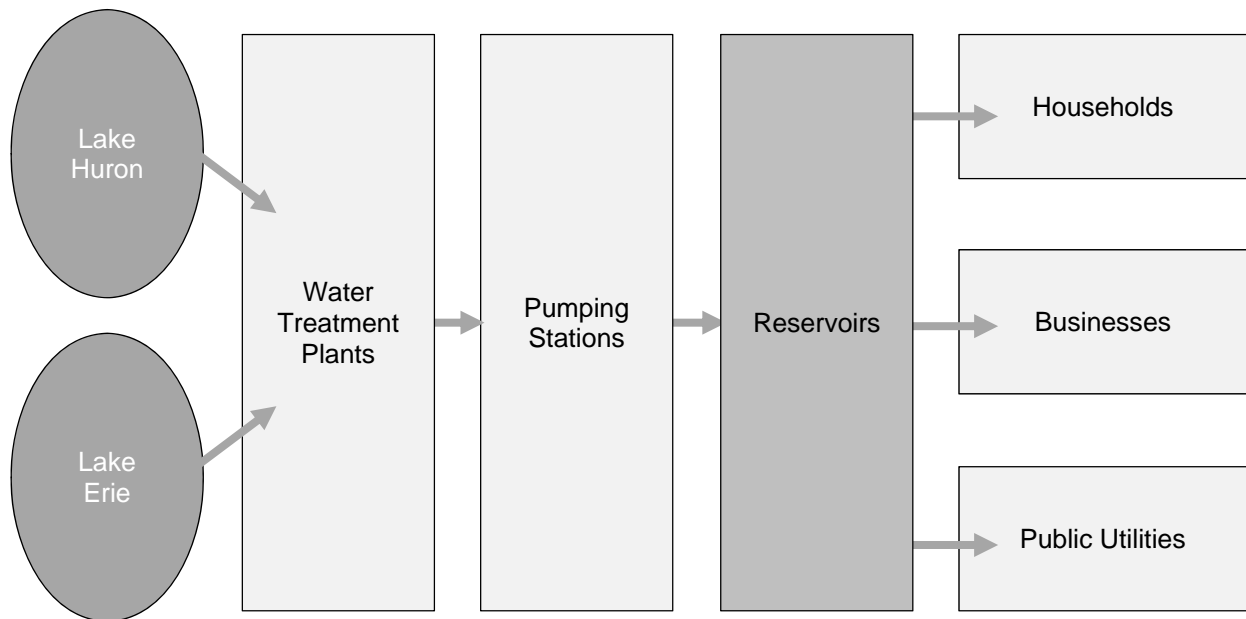 Lake
Huron
Lake
Erie
Water
Treatment
Plants
Pumping
Stations
Reservoirs
Households
Businesses
Public Utilities